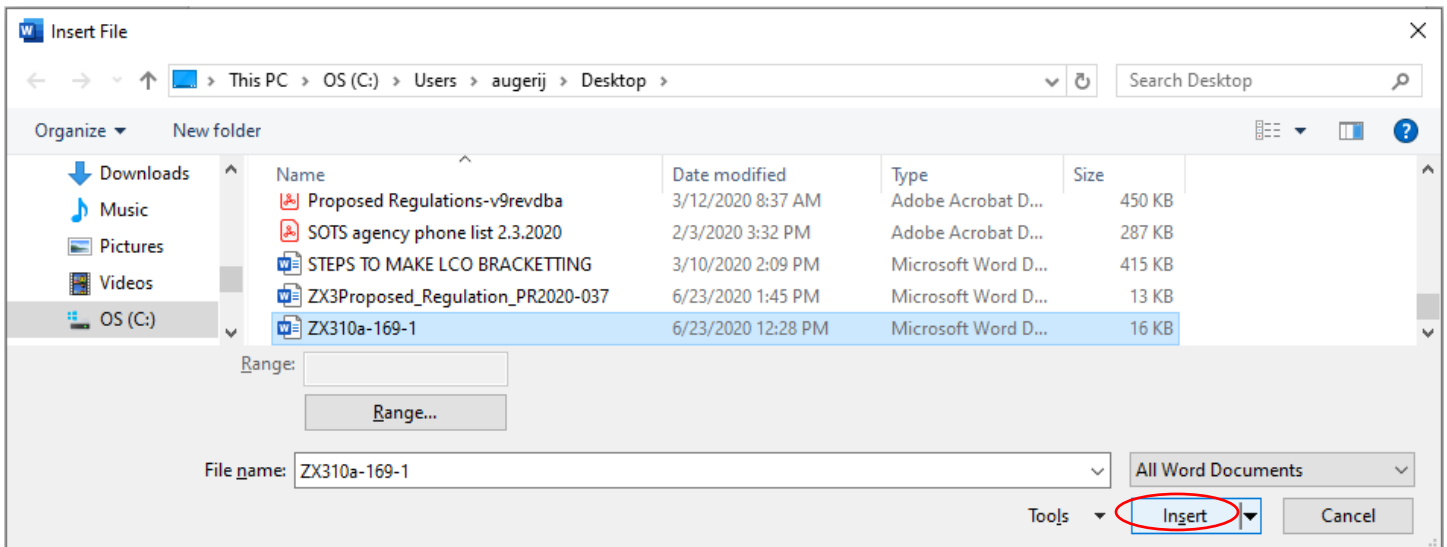 Insert File
This PC > OS (C:) > Users > augerij > Desktop >
Search Desktop
Organize
New folder
Downloads
Music
Pictures
Videos
OS (C:)
Name Date modified Type Size
Proposed Regulations-v9revdba 3/12/2020 8:37 AM Adobe Acrobat D... 450 KB
SOTS agency phone list 2.3.2020 2/3/2020 3:32 PM Adobe Acrobat D... 287 KB
STEPS TO MAKE LCO BRACKETTING 3/10/2020 2:09 PM Microsoft Word D... 415 KB
ZX3Proposed_Regulation_PR2020-037 6/23/2020 1:45 PM Microsoft Word D... 13 KB
ZX310a-169-1 6/23/2020 12:28 PM Microsoft Word D... 16 KB
Range:
Range...
File name: ZX310a-169-1 All Word Documents
Tools Insert Cancel